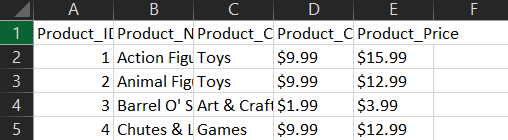 A B C D E F
1 Product_ID Product_N Product_C Product_C Product_Price
2 1 Action Figu Toys $9.99 $15.99
3 2 Animal Figu Toys $9.99 $12.99
4 3 Barrel O' S Art & Craft $1.99 $3.99
5 4 Chutes & L Games $9.99 $12.99